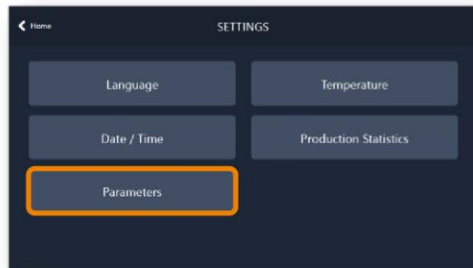 Home
SETTINGS
Language
Temperature
Date / Time
Production Statistics
Parameters